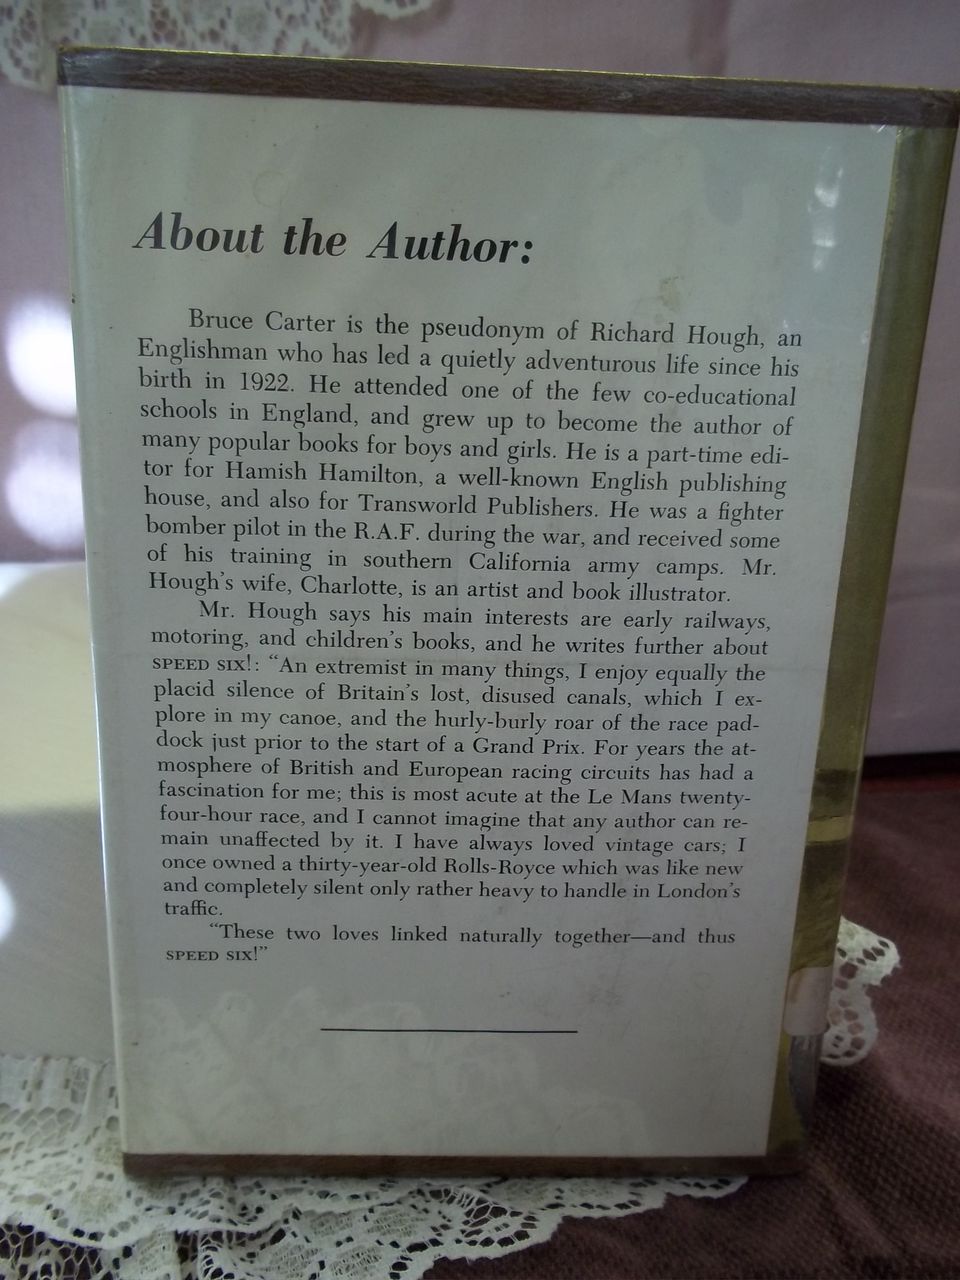 About the Author:
Bruce Carter is the pseudonym of Richard Hough, an
Englishman who has led a quietly adventurous life since his
birth in 1922. He attended one of the few co-educational
schools in England, and grew up to become the author of
many popular books for boys and girls. He is a part-time edi-
tor for Hamish Hamilton, a well-known English publishing
house, and also for Transworld Publishers. He was a fighter
bomber pilot in the R.A.F. during the war, and received some
of his training in southern California army camps. Mr.
Hough's wife, Charlotte, is an artist and book illustrator.
Mr. Hough says his main interests are early railways,
motoring, and children's books, and he writes further about
SPEED SIX!: "An extremist in many things, I enjoy equally the
placid silence of Britain's lost, disused canals, which I ex-
plore in my canoe, and the hurly-burly roar of the race pad-
dock just prior to the start of a Grand Prix. For years the at-
mosphere of British and European racing circuits has had a
fascination for me; this is most acute at the Le Mans twenty-
four-hour race, and I cannot imagine that any author can re-
main unaffected by it. I have always loved vintage cars; I
once owned a thirty-year-old Rolls-Royce which was like new
and completely silent only rather heavy to handle in London's
traffic.
"These two loves linked naturally together—and thus
SPEED SIX!"